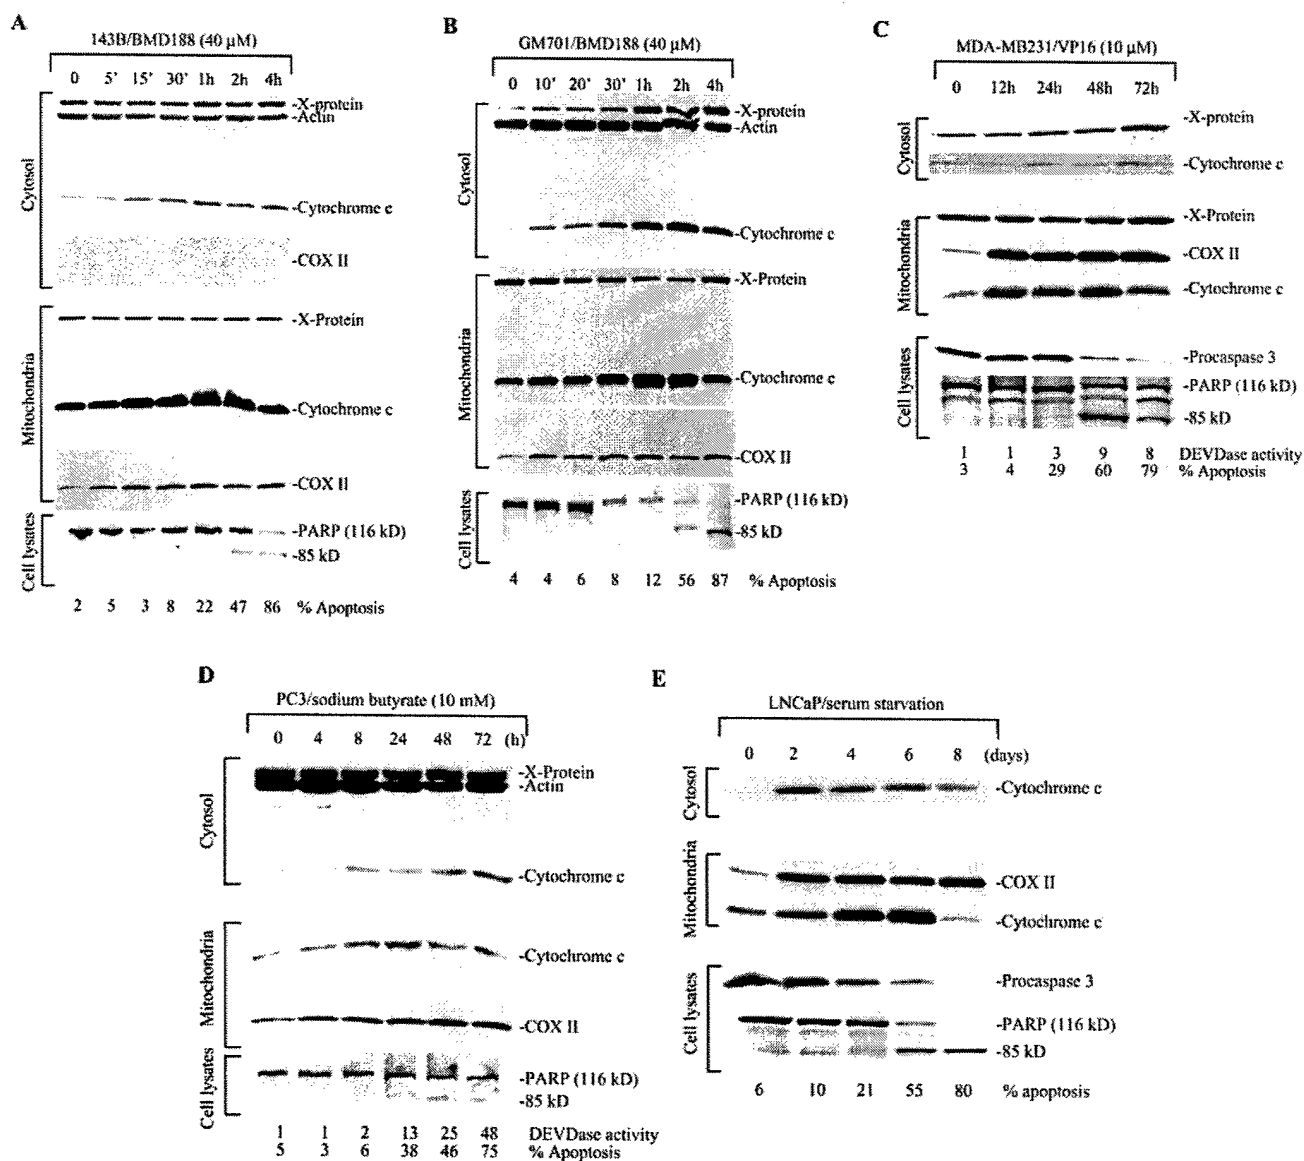 A
143B/BMD188 (40 µM)
0 5' 15' 30' 1h 2h 4h
Cytosol
-X-protein
-Actin
-Cytochrome c
-COX II
Mitochondria
-X-Protein
-Cytochrome c
-COX II
Cell lysates
-PARP (116 kD)
-85 kD
2 5 3 8 22 47 86 % Apoptosis
B
GM701/BMD188 (40 µM)
0 10' 20' 30' 1h 2h 4h
Cytosol
-X-protein
-Actin
-Cytochrome c
Mitochondria
-X-Protein
-Cytochrome c
-COX II
Cell lysates
-PARP (116 kD)
-85 kD
4 4 6 8 12 56 87 % Apoptosis
C
MDA-MB231/VP16 (10 µM)
0 12h 24h 48h 72h
Cytosol
-X-protein
-Cytochrome c
Mitochondria
-X-Protein
-COX II
-Cytochrome c
Cell lysates
-Procaspase 3
-PARP (116 kD)
-85 kD
1 1 3 9 8 DEVDase activity
3 4 29 60 79 % Apoptosis
D
PC3/sodium butyrate (10 mM)
0 4 8 24 48 72 (h)
Cytosol
-X-Protein
-Actin
-Cytochrome c
Mitochondria
-Cytochrome c
-COX II
Cell lysates
-PARP (116 kD)
-85 kD
1 1 2 13 25 48 DEVDase activity
5 3 6 38 46 75 % Apoptosis
E
LNCaP/serum starvation
0 2 4 6 8 (days)
Cytosol
-Cytochrome c
Mitochondria
-COX II
-Cytochrome c
Cell lysates
-Procaspase 3
-PARP (116 kD)
-85 kD
6 10 21 55 80 % apoptosis